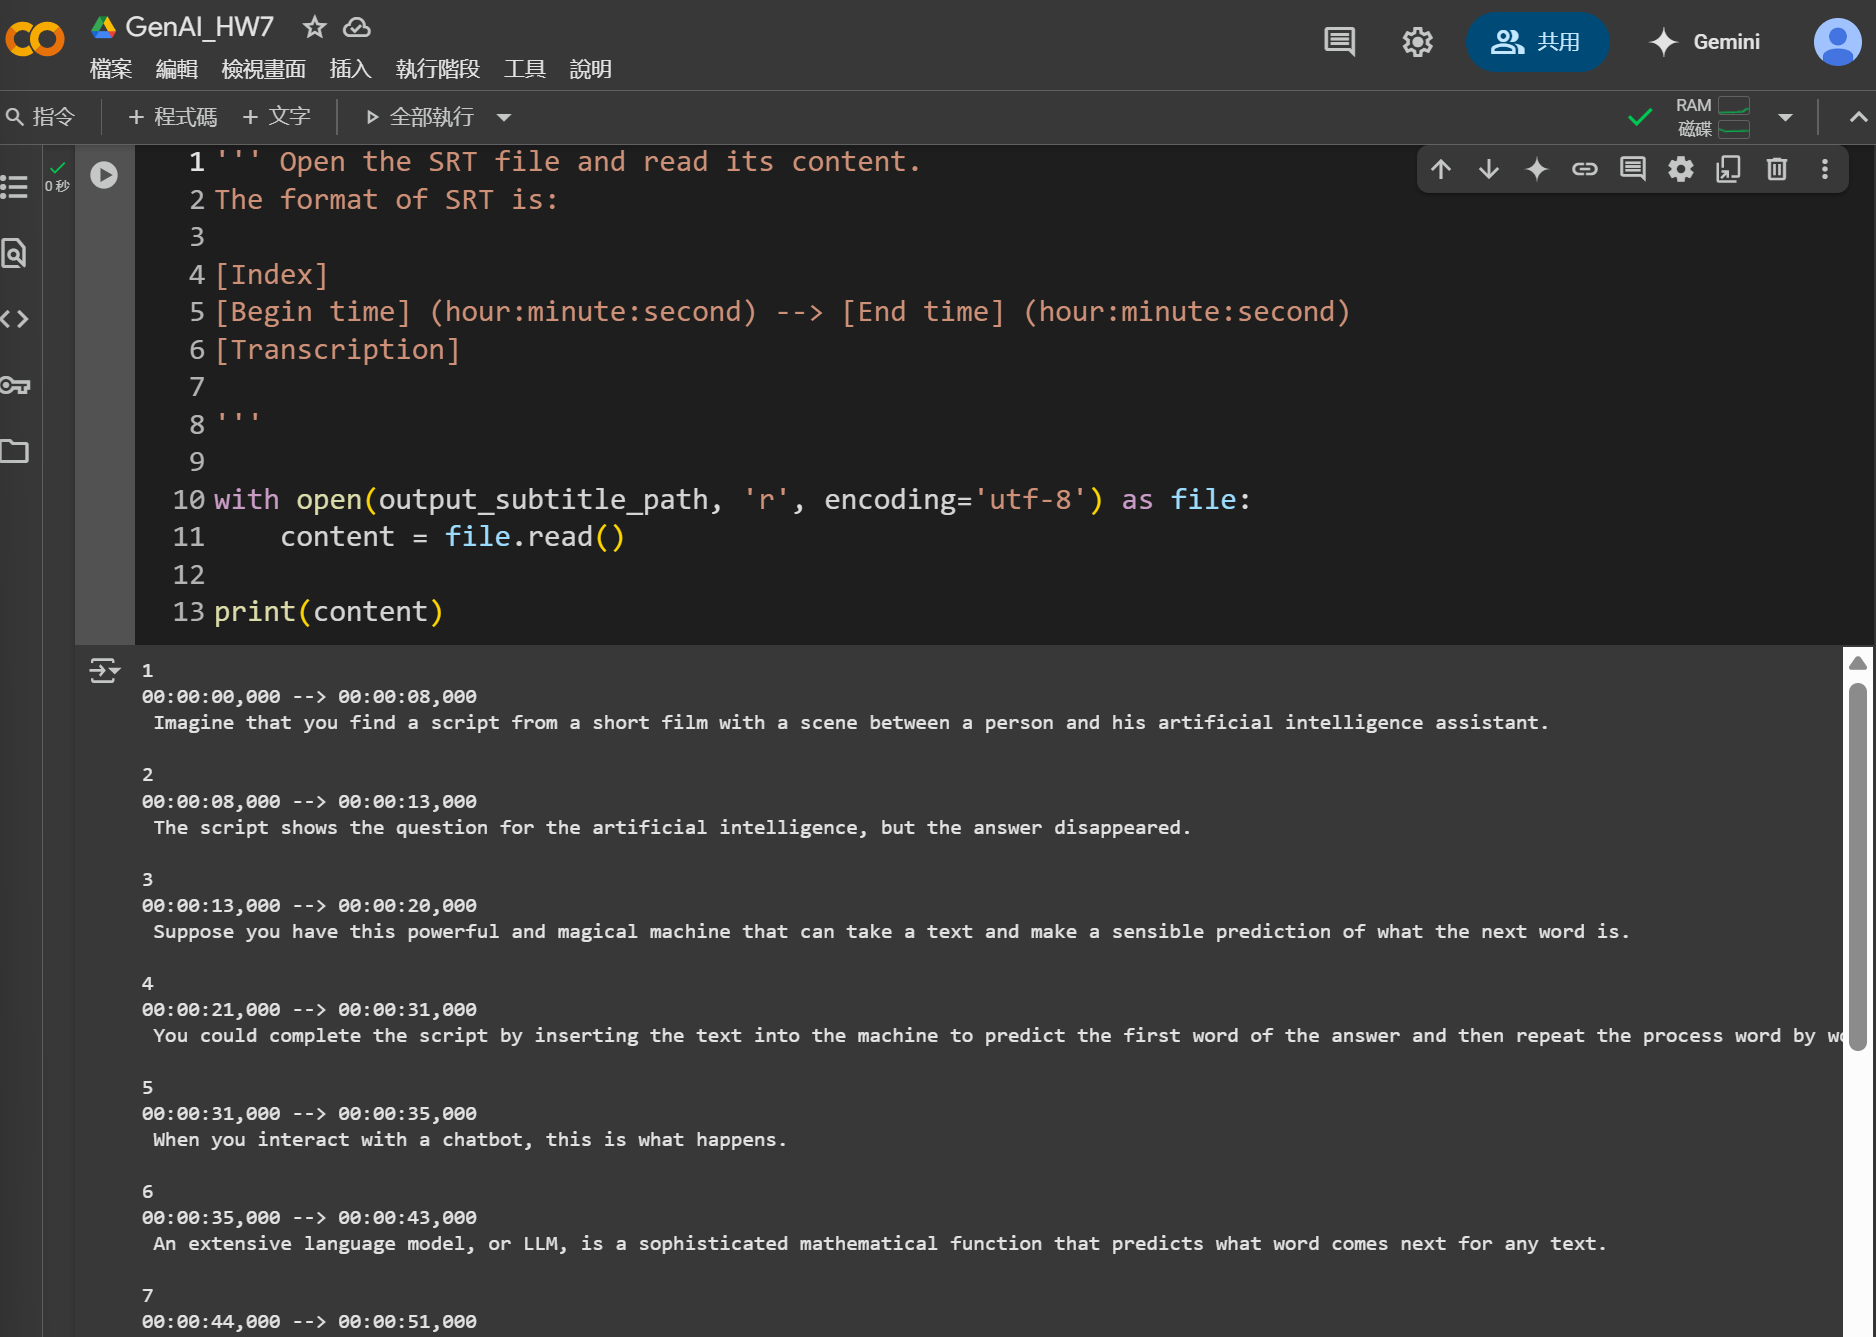 GenAI_HW7
共用
Gemini
檔案 編輯 檢視畫面 插入 執行階段 工具 說明
指令 + 程式碼 + 文字 全部執行
RAM
磁碟
0 秒
1 ''' Open the SRT file and read its content.
2 The format of SRT is:
3
4 [Index]
5 [Begin time] (hour:minute:second) --> [End time] (hour:minute:second)
6 [Transcription]
7
8 '''
9
10 with open(output_subtitle_path, 'r', encoding='utf-8') as file:
11     content = file.read()
12
13 print(content)
1
00:00:00,000 --> 00:00:08,000
Imagine that you find a script from a short film with a scene between a person and his artificial intelligence assistant.
2
00:00:08,000 --> 00:00:13,000
The script shows the question for the artificial intelligence, but the answer disappeared.
3
00:00:13,000 --> 00:00:20,000
Suppose you have this powerful and magical machine that can take a text and make a sensible prediction of what the next word is.
4
00:00:21,000 --> 00:00:31,000
You could complete the script by inserting the text into the machine to predict the first word of the answer and then repeat the process word by
5
00:00:31,000 --> 00:00:35,000
When you interact with a chatbot, this is what happens.
6
00:00:35,000 --> 00:00:43,000
An extensive language model, or LLM, is a sophisticated mathematical function that predicts what word comes next for any text.
7
00:00:44,000 --> 00:00:51,000